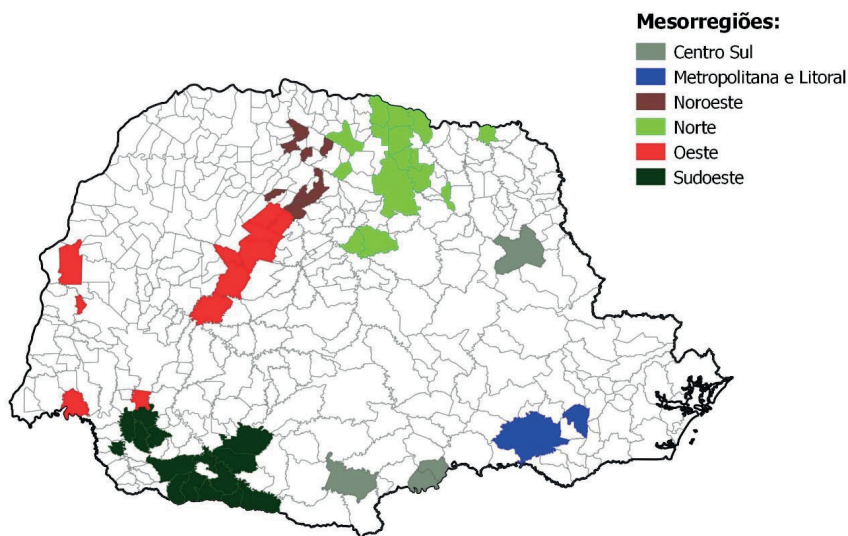 Mesorregiões:
Centro Sul
Metropolitana e Litoral
Noroeste
Norte
Oeste
Sudoeste